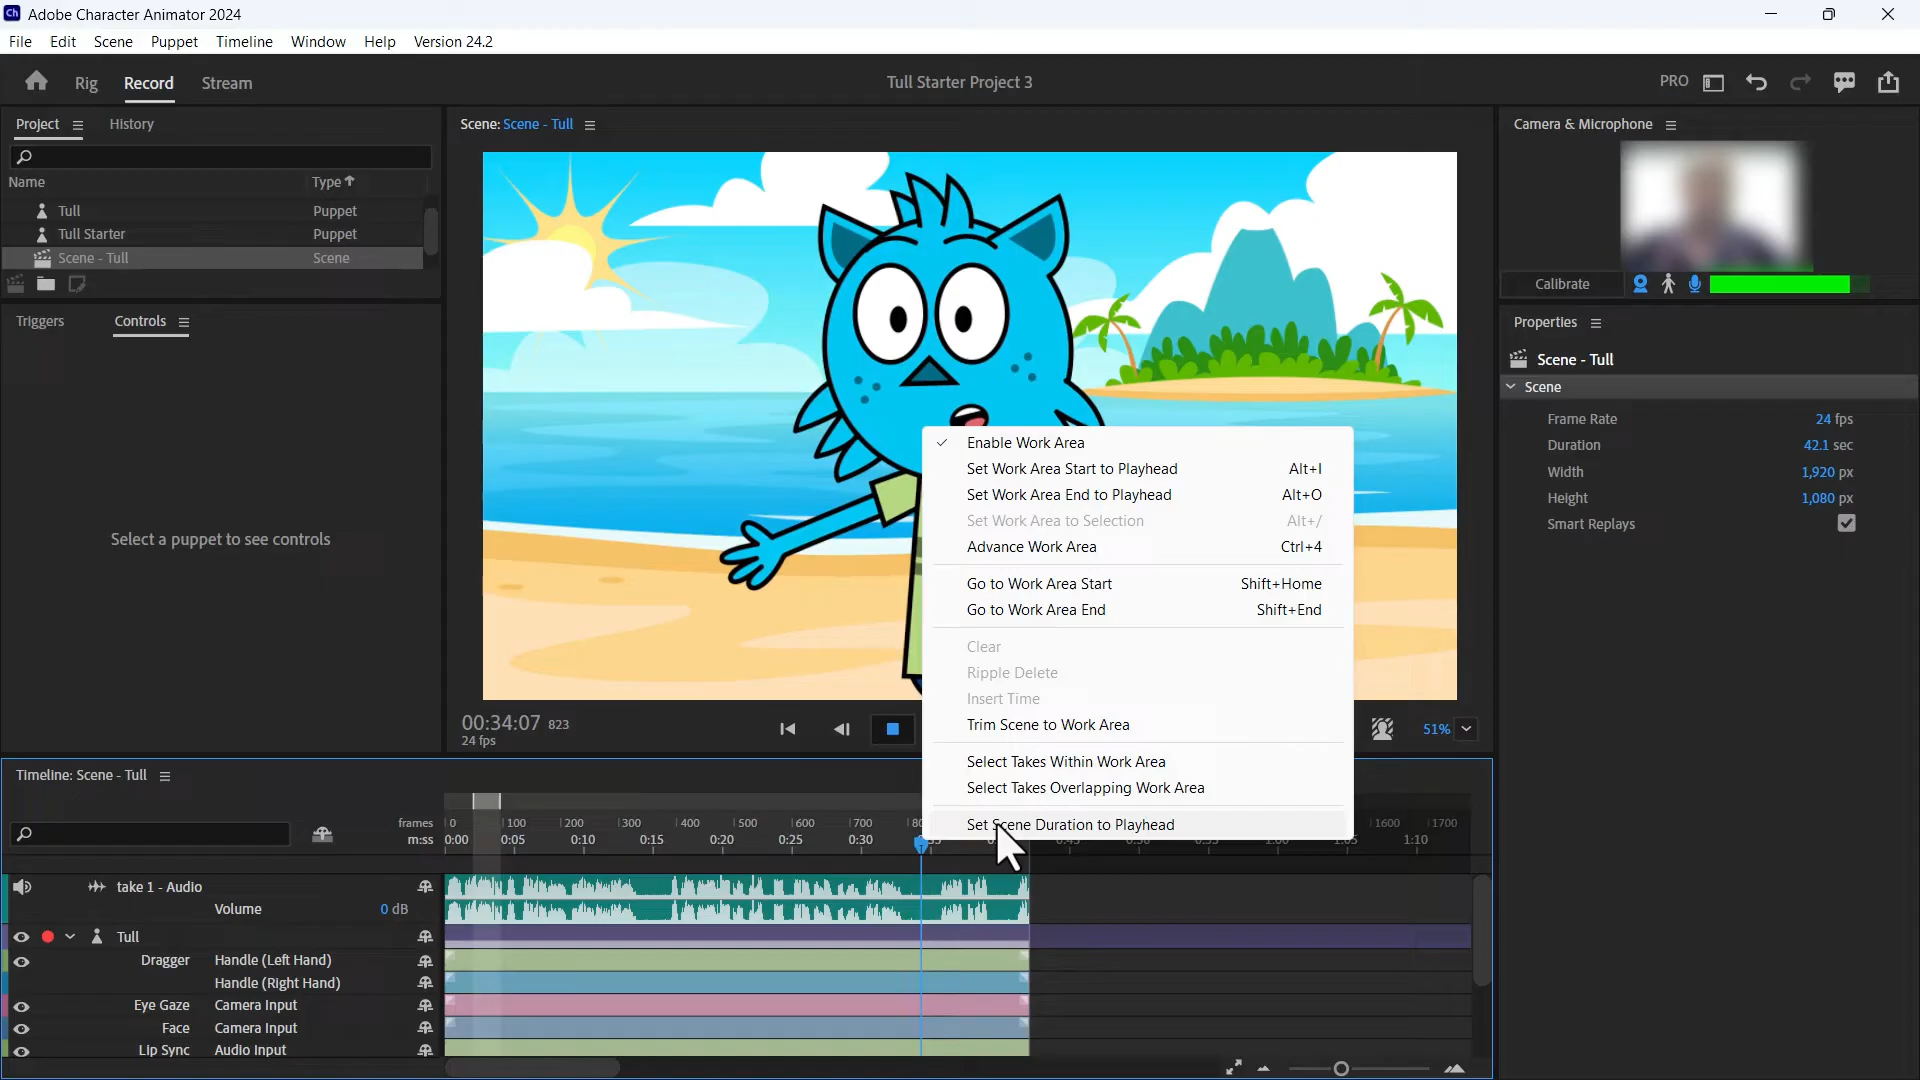 Ch Adobe Character Animator 2024
File Edit Scene Puppet Timeline Window Help Version 24.2
Rig Record Stream
Tull Starter Project 3
PRO
Project History
Name Type
Tull Puppet
Tull Starter Puppet
Scene - Tull Scene
Triggers Controls
Select a puppet to see controls
Scene: Scene - Tull
Enable Work Area
Set Work Area Start to Playhead Alt+I
Set Work Area End to Playhead Alt+O
Set Work Area to Selection Alt+/
Advance Work Area Ctrl+4
Go to Work Area Start Shift+Home
Go to Work Area End Shift+End
Clear
Ripple Delete
Insert Time
Trim Scene to Work Area
Select Takes Within Work Area
Select Takes Overlapping Work Area
Set Scene Duration to Playhead
00:34:07 823
24 fps
51%
Camera & Microphone
Calibrate
Properties
Scene - Tull
Scene
Frame Rate 24 fps
Duration 42.1 sec
Width 1,920 px
Height 1,080 px
Smart Replays
Timeline: Scene - Tull
frames 0 100 200 300 400 500 600 700 1600 1700
m:ss 0:00 0:05 0:10 0:15 0:20 0:25 0:30 0:45 0:55 1:00 1:05 1:10
take 1 - Audio
Volume 0 dB
Tull
Dragger Handle (Left Hand)
Handle (Right Hand)
Eye Gaze Camera Input
Face Camera Input
Lip Sync Audio Input